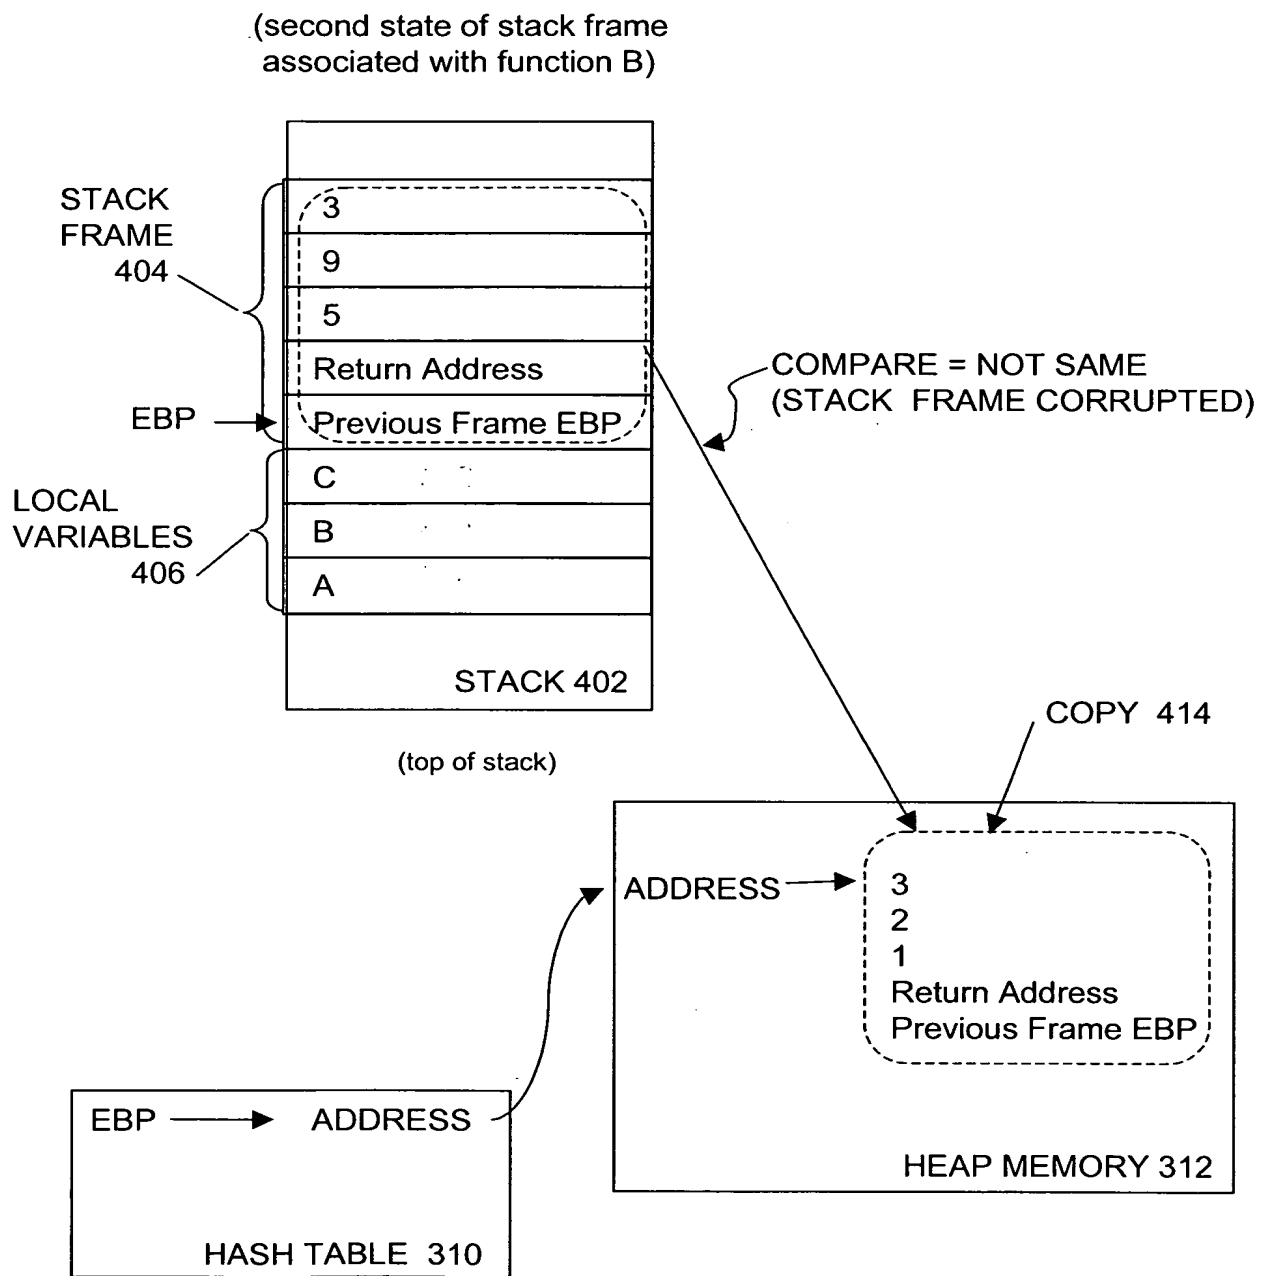 (second state of stack frame
associated with function B)
STACK
FRAME
404
3
9
5
Return Address
EBP
Previous Frame EBP
COMPARE = NOT SAME
(STACK FRAME CORRUPTED)
LOCAL
VARIABLES
406
C
B
A
STACK 402
(top of stack)
COPY 414
ADDRESS
3
2
1
Return Address
Previous Frame EBP
HEAP MEMORY 312
EBP
ADDRESS
HASH TABLE 310